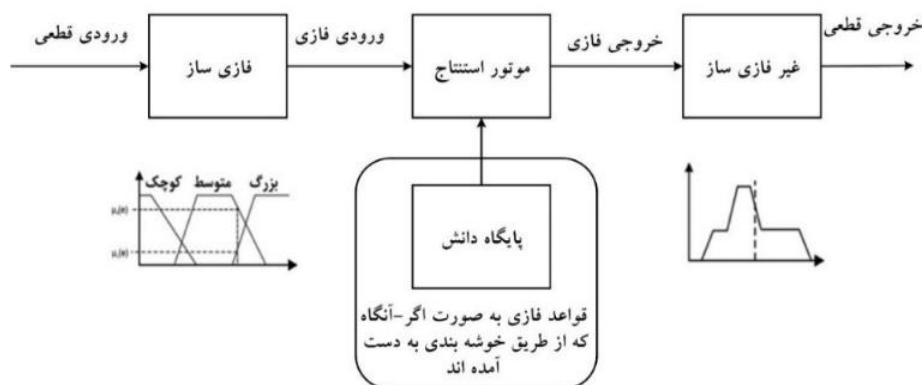 ورودی قطعی
فازی ساز
ورودی فازی
موتور استنتاج
خروجی فازی
غیر فازی ساز
خروجی قطعی
کوچک
متوسط
بزرگ
پایگاه دانش
قواعد فازی به صورت اگر-آنگاه
که از طریق خوشه بندی به دست
آمده اند